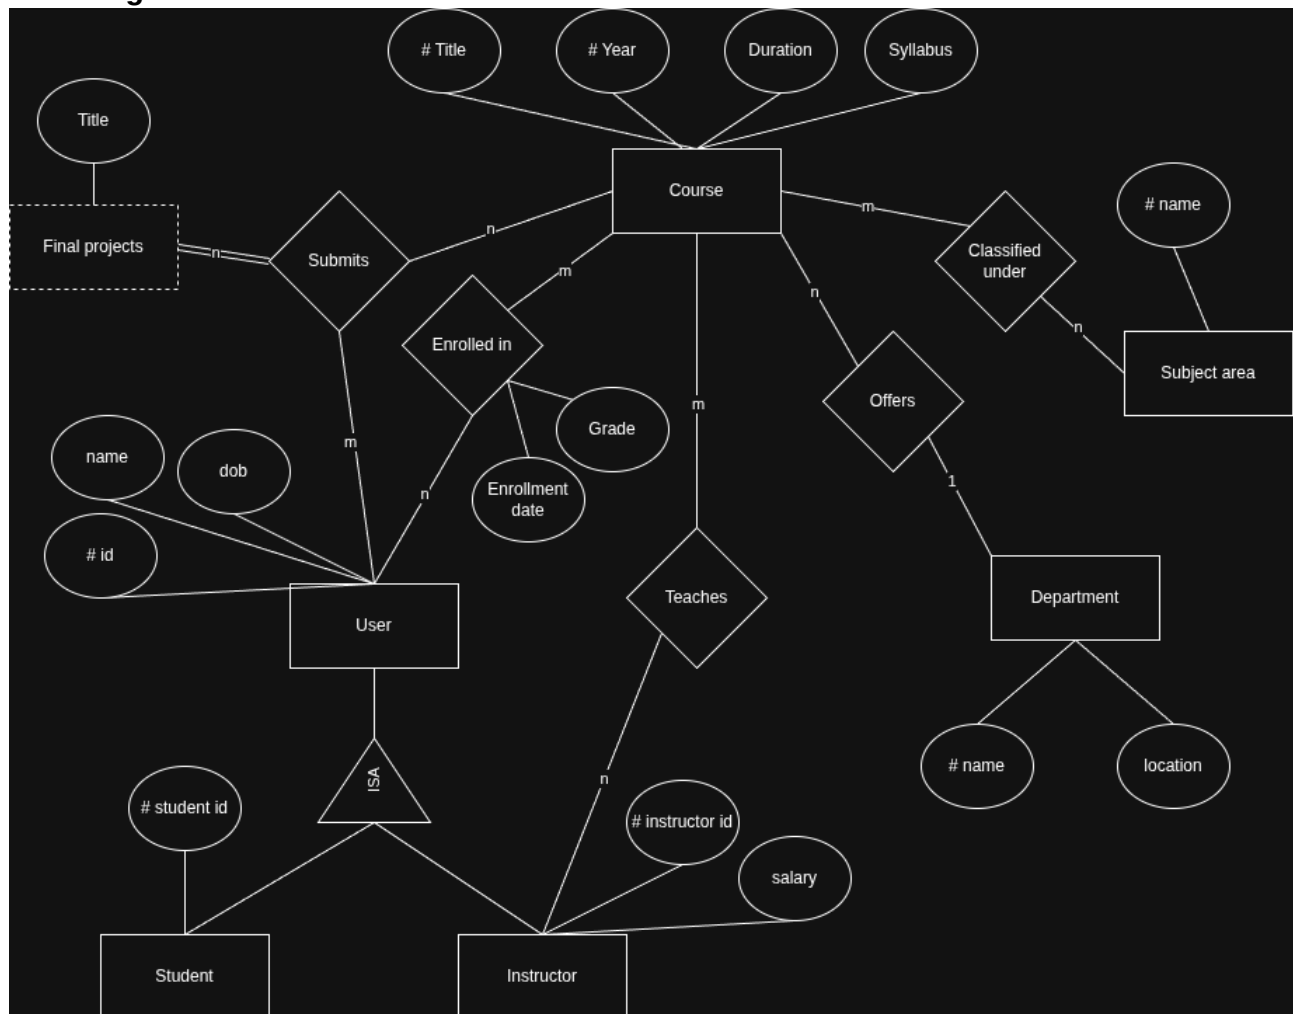 # Title
# Year
Duration
Syllabus
Title
Course
# name
m
n
Final projects
n
Submits
Classified
under
m
n
n
Enrolled in
Subject area
Offers
m
Grade
m
name
dob
1
n
Enrollment
date
# id
User
Teaches
Department
ISA
n
# name
location
# student id
# instructor id
salary
Student
Instructor